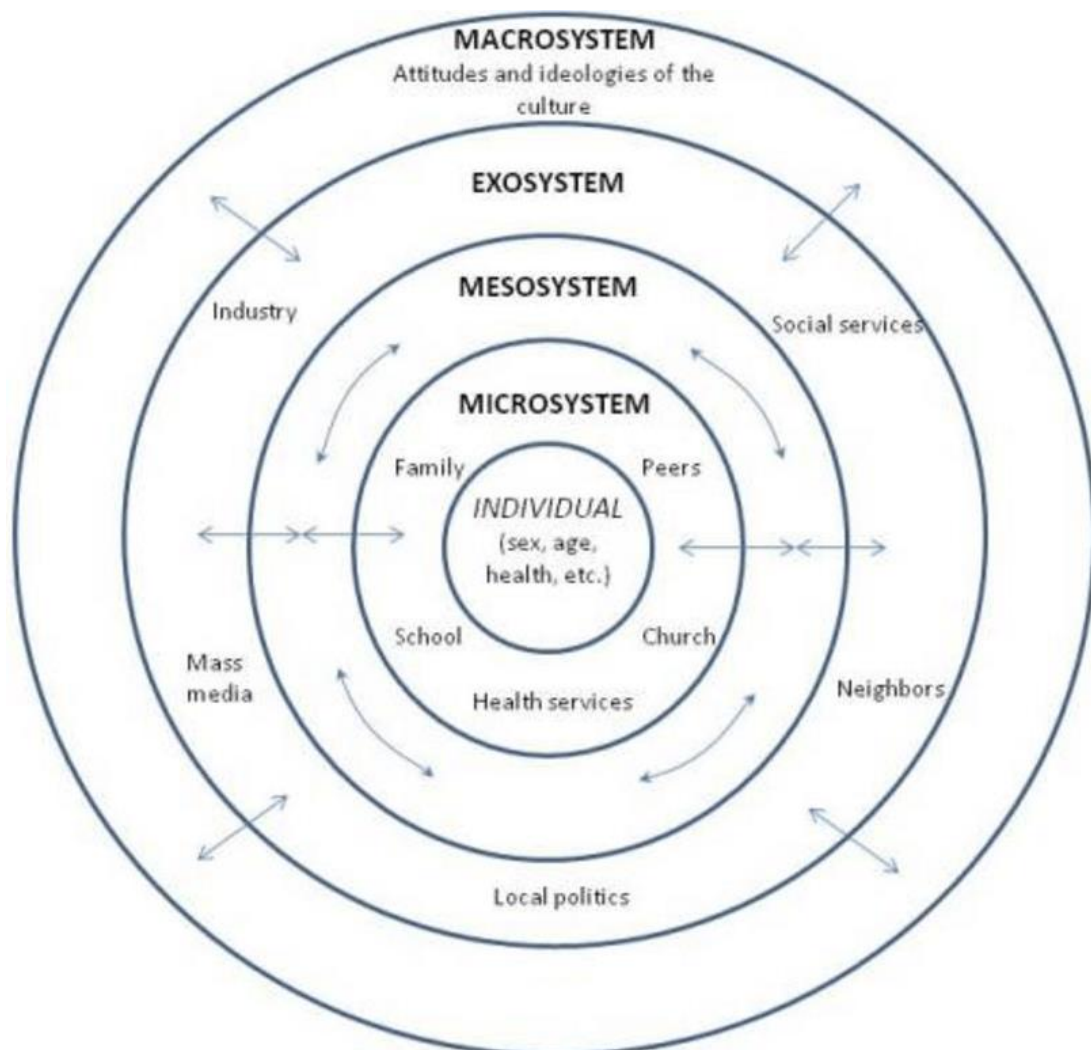 MACROSYSTEM
Attitudes and ideologies of the
culture
EXOSYSTEM
MESOSYSTEM
Industry
Social services
MICROSYSTEM
Family
Peers
INDIVIDUAL
(sex, age,
health, etc.)
School
Church
Mass
media
Neighbors
Health services
Local politics